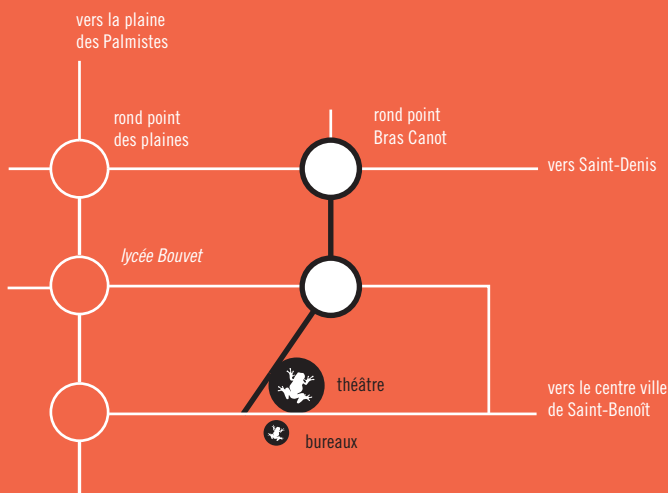 vers la plaine
des Palmistes
rond point
des plaines
rond point
Bras Canot
vers Saint-Denis
lycée Bouvet
théâtre
vers le centre ville
de Saint-Benoît
bureaux